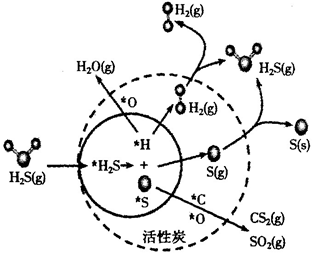 H₂(g)
H₂O(g)
H₂S(g)
*O
*H
H₂(g)
*H₂S→ +
S(g)
S(s)
H₂S(g)
*S
*C
*O
CS₂(g)
SO₂(g)
活性炭